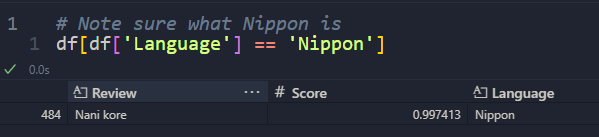 1 # Note sure what Nippon is
1 df[df['Language'] == 'Nippon']
0.0s
Review ... # Score Language
484 Nani kore 0.997413 Nippon